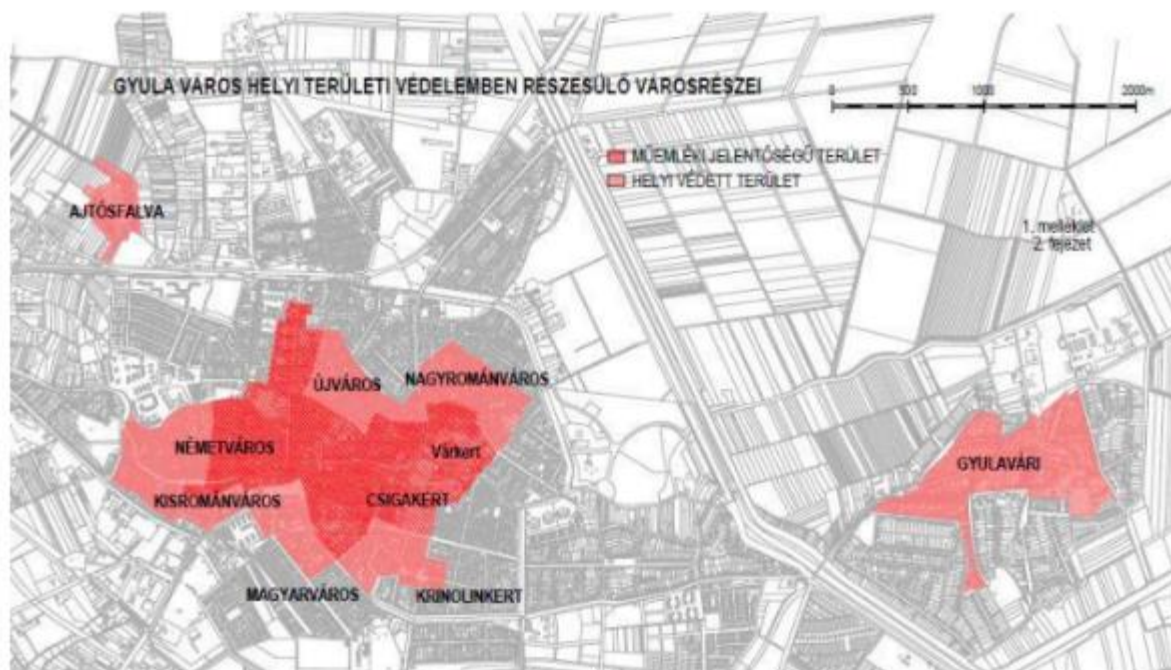 GYULA VÁROS HELYI TERÜLETI VÉDELEMBEN RÉSZESÜLŐ VÁROSRÉSZEI
0 500 1000 2000m
MŰEMLÉKI JELENTŐSÉGŰ TERÜLET
HELYI VÉDETT TERÜLET
AJTÓSFALVA
1. melléklet
2. fejezet
ÚJVÁROS
NAGYROMÁNVÁROS
NÉMETVÁROS
Várkert
GYULAVÁRI
KISROMÁNVÁROS
CSIGAKERT
MAGYARVÁROS
KRINOLINKERT